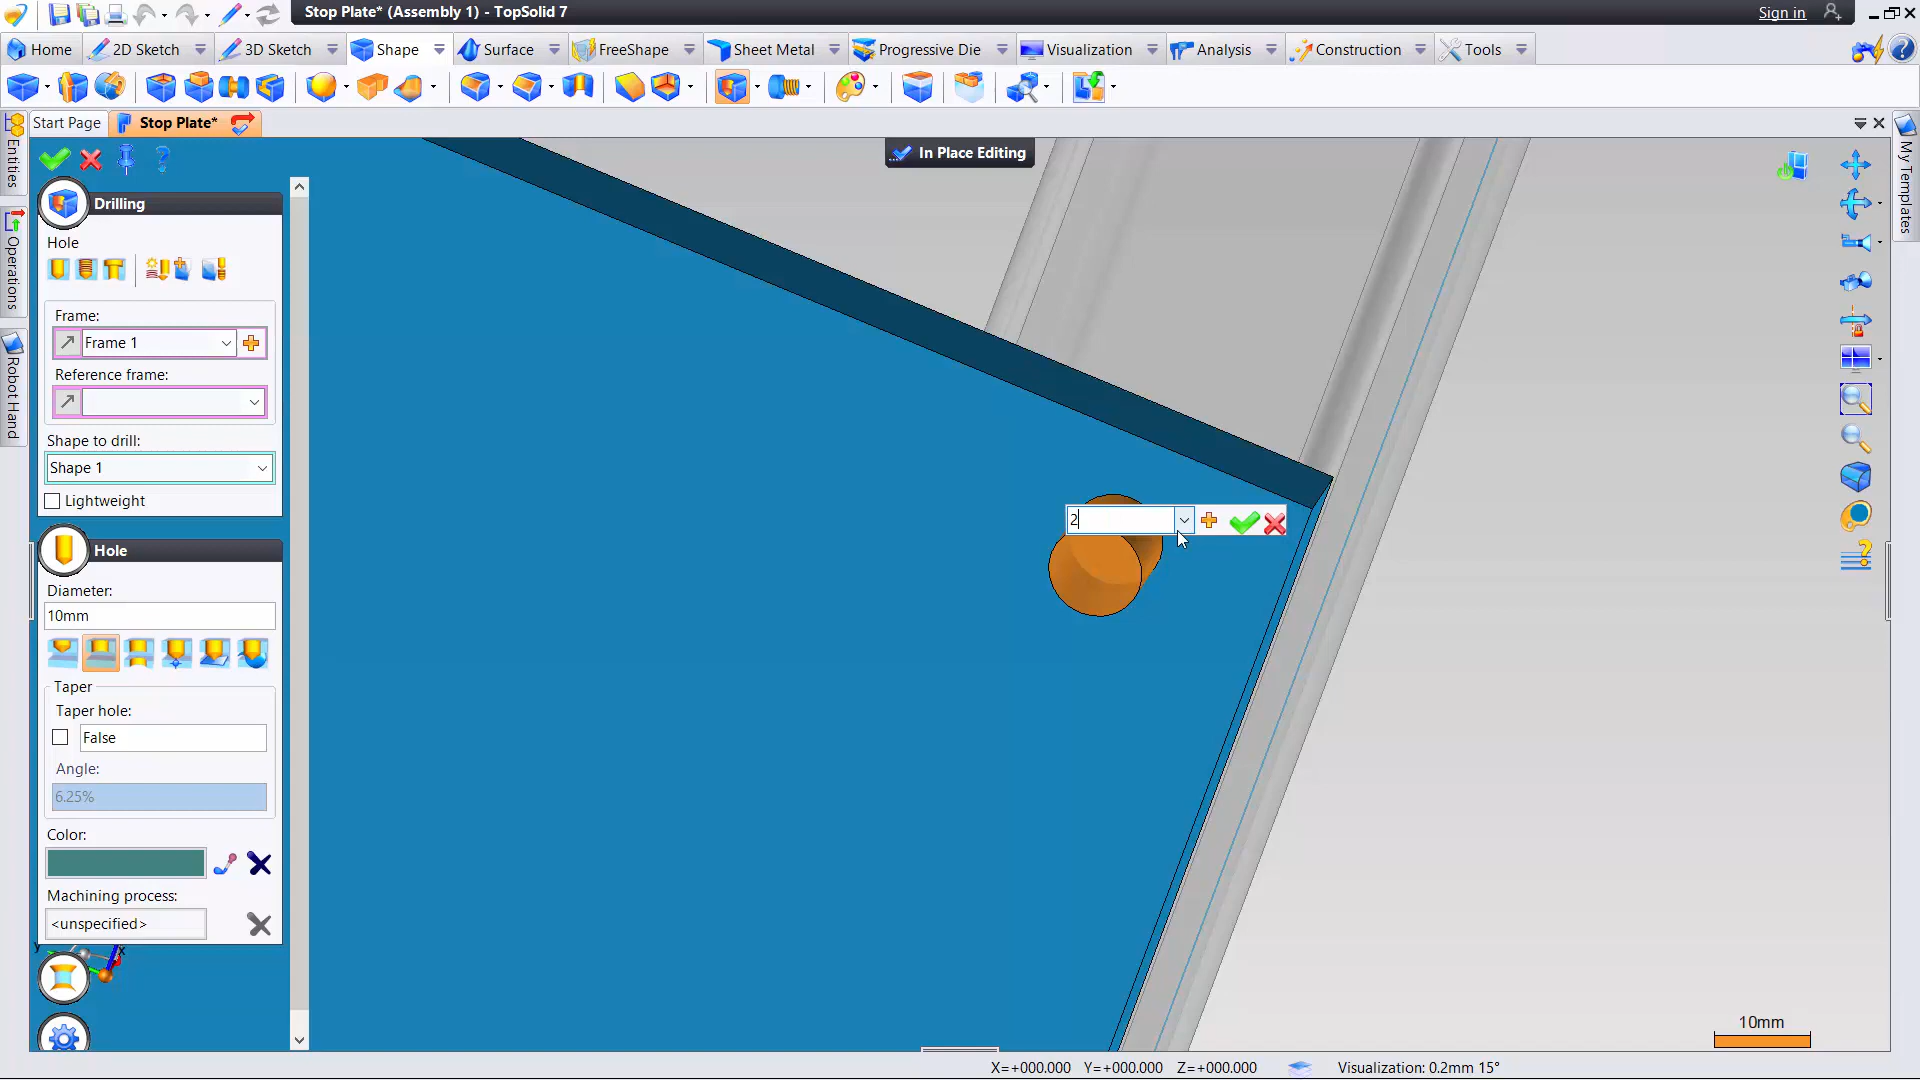 Stop Plate* (Assembly 1) - TopSolid 7
Sign in
Home
2D Sketch
3D Sketch
Shape
Surface
FreeShape
Sheet Metal
Progressive Die
Visualization
Analysis
Construction
Tools
Start Page
Stop Plate*
In Place Editing
Entities
Operations
Robot Hand
My Templates
Drilling
Hole
Frame:
Frame 1
Reference frame:
Shape to drill:
Shape 1
Lightweight
Hole
Diameter:
10mm
Taper
Taper hole:
False
Angle:
6.25%
Color:
Machining process:
<unspecified>
2
y
x
10mm
X=+000.000 Y=+000.000 Z=+000.000
Visualization: 0.2mm 15°